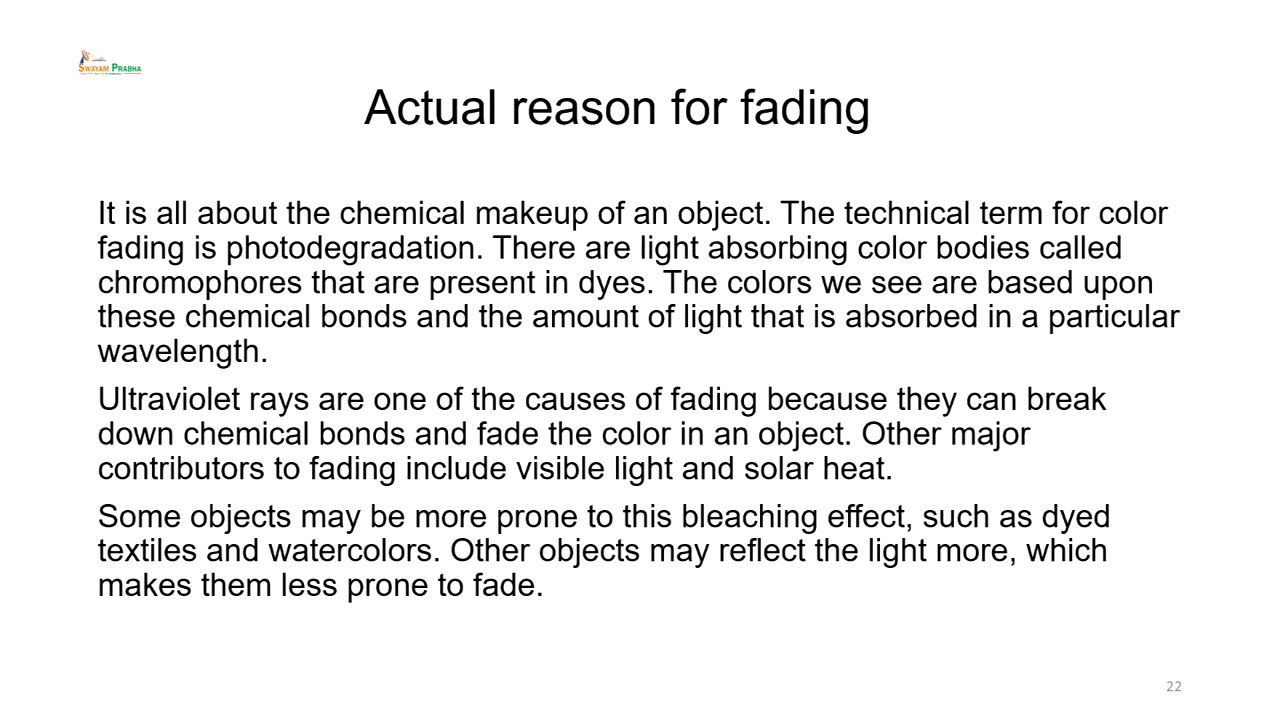 SWAYAM PRABHA
Actual reason for fading
It is all about the chemical makeup of an object. The technical term for color
fading is photodegradation. There are light absorbing color bodies called
chromophores that are present in dyes. The colors we see are based upon
these chemical bonds and the amount of light that is absorbed in a particular
wavelength.
Ultraviolet rays are one of the causes of fading because they can break
down chemical bonds and fade the color in an object. Other major
contributors to fading include visible light and solar heat.
Some objects may be more prone to this bleaching effect, such as dyed
textiles and watercolors. Other objects may reflect the light more, which
makes them less prone to fade.
22